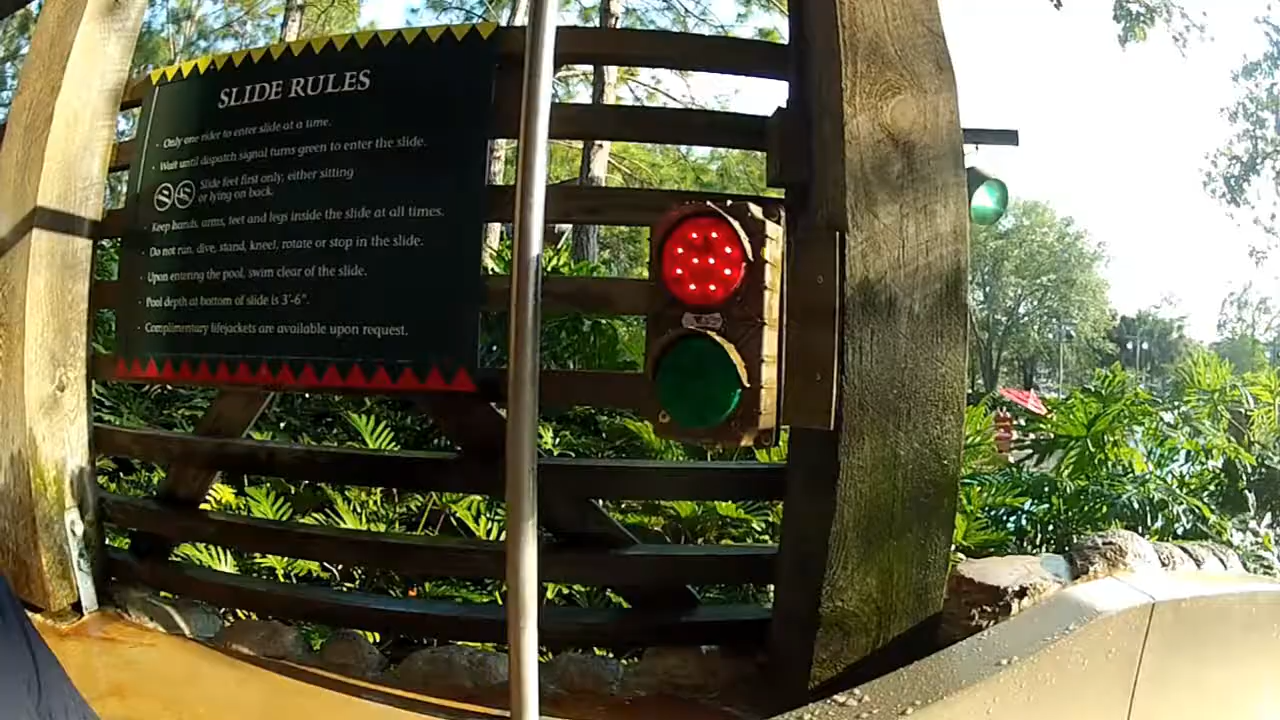 SLIDE RULES
· Only one rider to enter slide at a time.
· Wait until dispatch signal turns green to enter the slide.
Slide feet first only; either sitting
or lying on back.
· Keep hands, arms, feet and legs inside the slide at all times.
· Do not run, dive, stand, kneel, rotate or stop in the slide.
· Upon entering the pool, swim clear of the slide.
· Pool depth at bottom of slide is 3'-6".
· Complimentary lifejackets are available upon request.